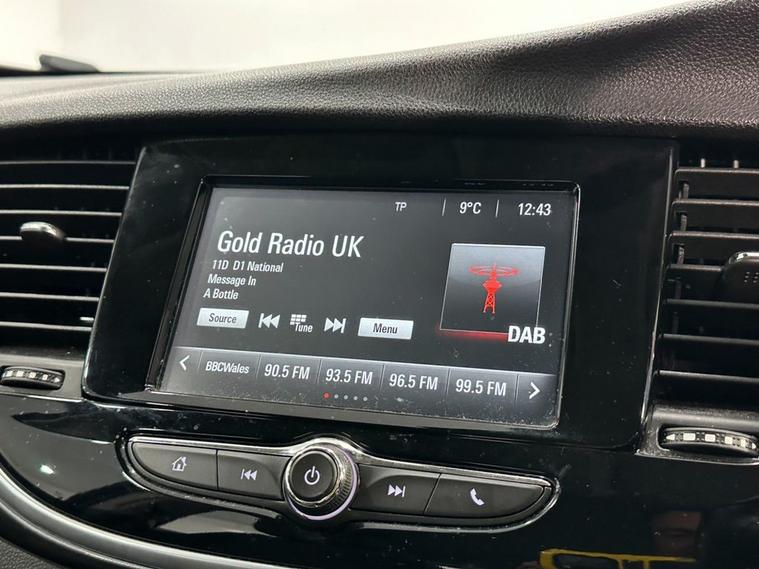 TP 9°C 12:43
Gold Radio UK
11D D1 National
Message In
A Bottle
Source Tune Menu
DAB
BBCWales 90.5 FM 93.5 FM 96.5 FM 99.5 FM